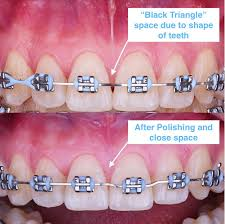 "Black Triangle"
space due to shape
of teeth
After Polishing and
close space